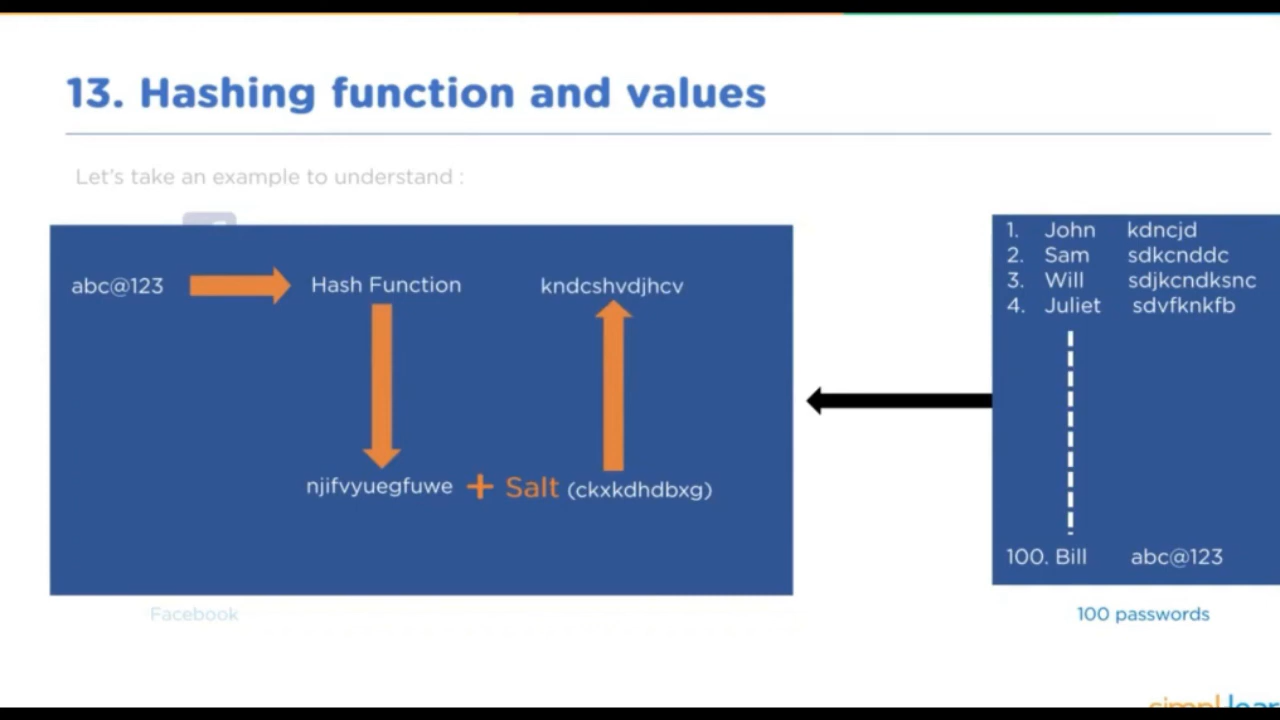 13. Hashing function and values
Let's take an example to understand :
abc@123 Hash Function kndcshvdjhcv
njifvyuegfuwe + Salt (ckxkdhdbxg)
Facebook
1. John kdncjd
2. Sam sdkcnddc
3. Will sdjkcndksnc
4. Juliet sdvfknkfb
100. Bill abc@123
100 passwords